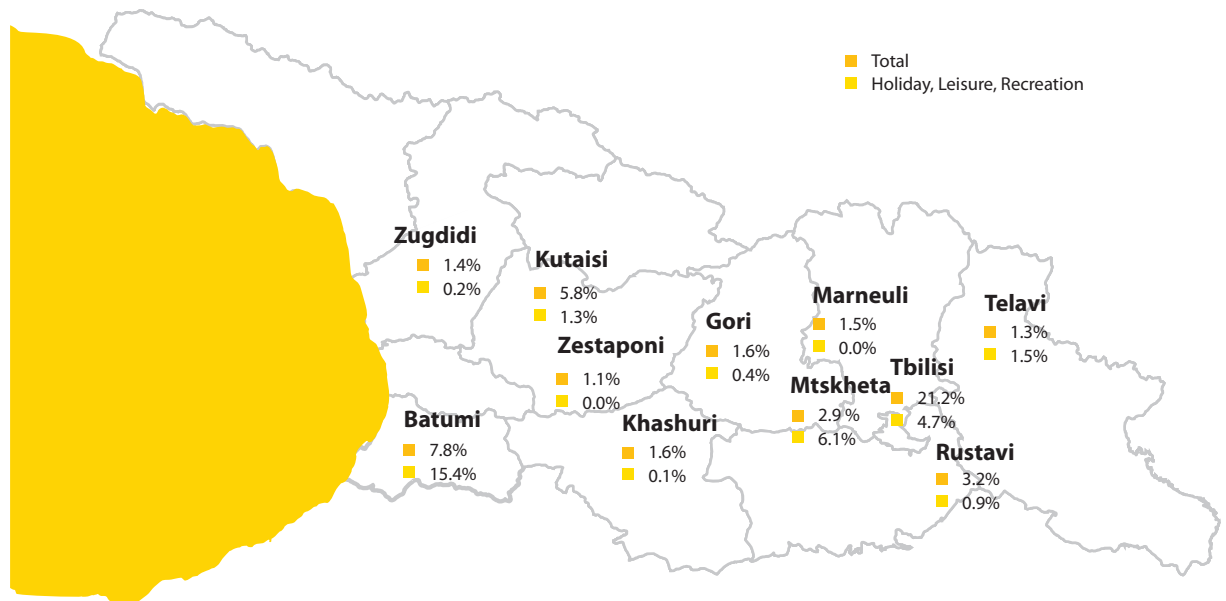 Total
Holiday, Leisure, Recreation
Zugdidi
1.4%
0.2%
Kutaisi
5.8%
1.3%
Zestaponi
1.1%
0.0%
Batumi
7.8%
15.4%
Khashuri
1.6%
0.1%
Gori
1.6%
0.4%
Marneuli
1.5%
0.0%
Mtskheta
2.9 %
6.1%
Tbilisi
21.2%
4.7%
Telavi
1.3%
1.5%
Rustavi
3.2%
0.9%